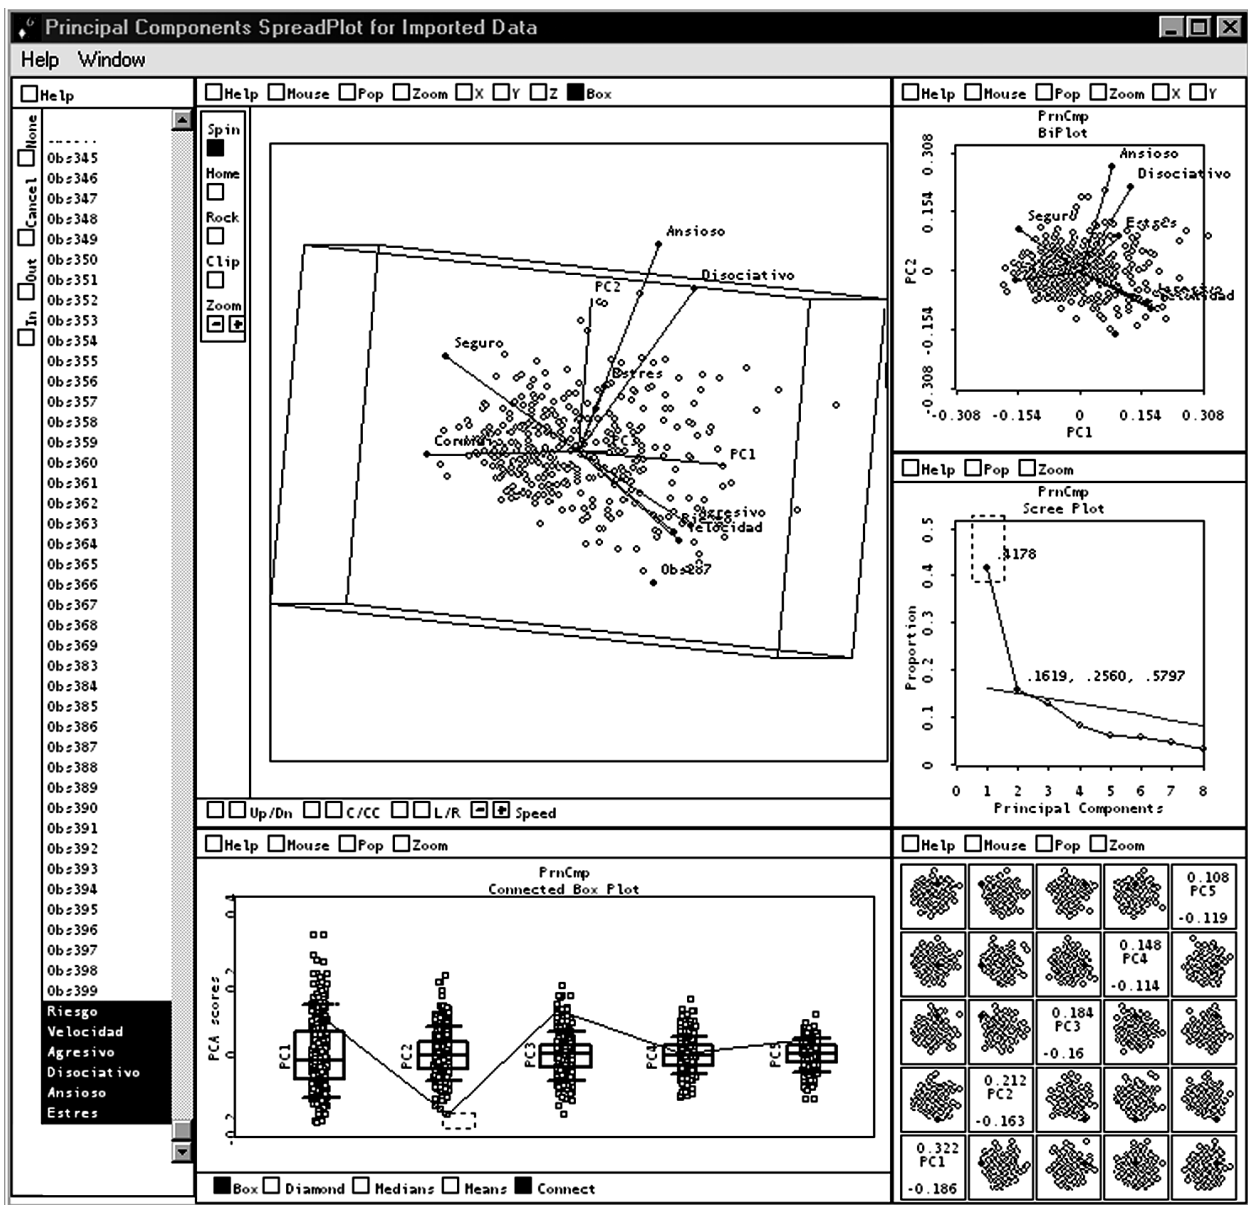 Principal Components SpreadPlot for Imported Data
Help Window
Help
None
Cancel
Out
In
Obs345
Obs346
Obs347
Obs348
Obs349
Obs350
Obs351
Obs352
Obs353
Obs354
Obs355
Obs356
Obs357
Obs358
Obs359
Obs360
Obs361
Obs362
Obs363
Obs364
Obs365
Obs366
Obs367
Obs368
Obs369
Obs383
Obs384
Obs385
Obs386
Obs387
Obs388
Obs389
Obs390
Obs391
Obs392
Obs393
Obs394
Obs395
Obs396
Obs397
Obs398
Obs399
Riesgo
Velocidad
Agresivo
Disociativo
Ansioso
Estres
Help Mouse Pop Zoom X Y Z Box
Spin
Home
Rock
Clip
Zoom
- +
Ansioso
Disociativo
PC2
Seguro
Estres
PC3
PC1
Agresivo
Velocidad
Obs287
Up/Dn C/CC L/R - + Speed
Help Mouse Pop Zoom X Y
PrnCmp
BiPlot
Ansioso
Disociativo
Seguro
Estres
PC2
0.308
0.154
0
-0.154
-0.308
-0.308 -0.154 0 0.154 0.308
PC1
Help Pop Zoom
PrnCmp
Scree Plot
.4178
.1619, .2560, .5797
Proportion
0.5
0.4
0.3
0.2
0.1
0
0 1 2 3 4 5 6 7 8
Principal Components
Help Mouse Pop Zoom
PrnCmp
Connected Box Plot
PCA scores
PC1 PC2 PC3 PC4
Box Diamond Medians Means Connect
Help Mouse Pop Zoom
0.108
PC5
-0.119
0.148
PC4
-0.114
0.184
PC3
-0.16
0.212
PC2
-0.163
0.322
PC1
-0.186